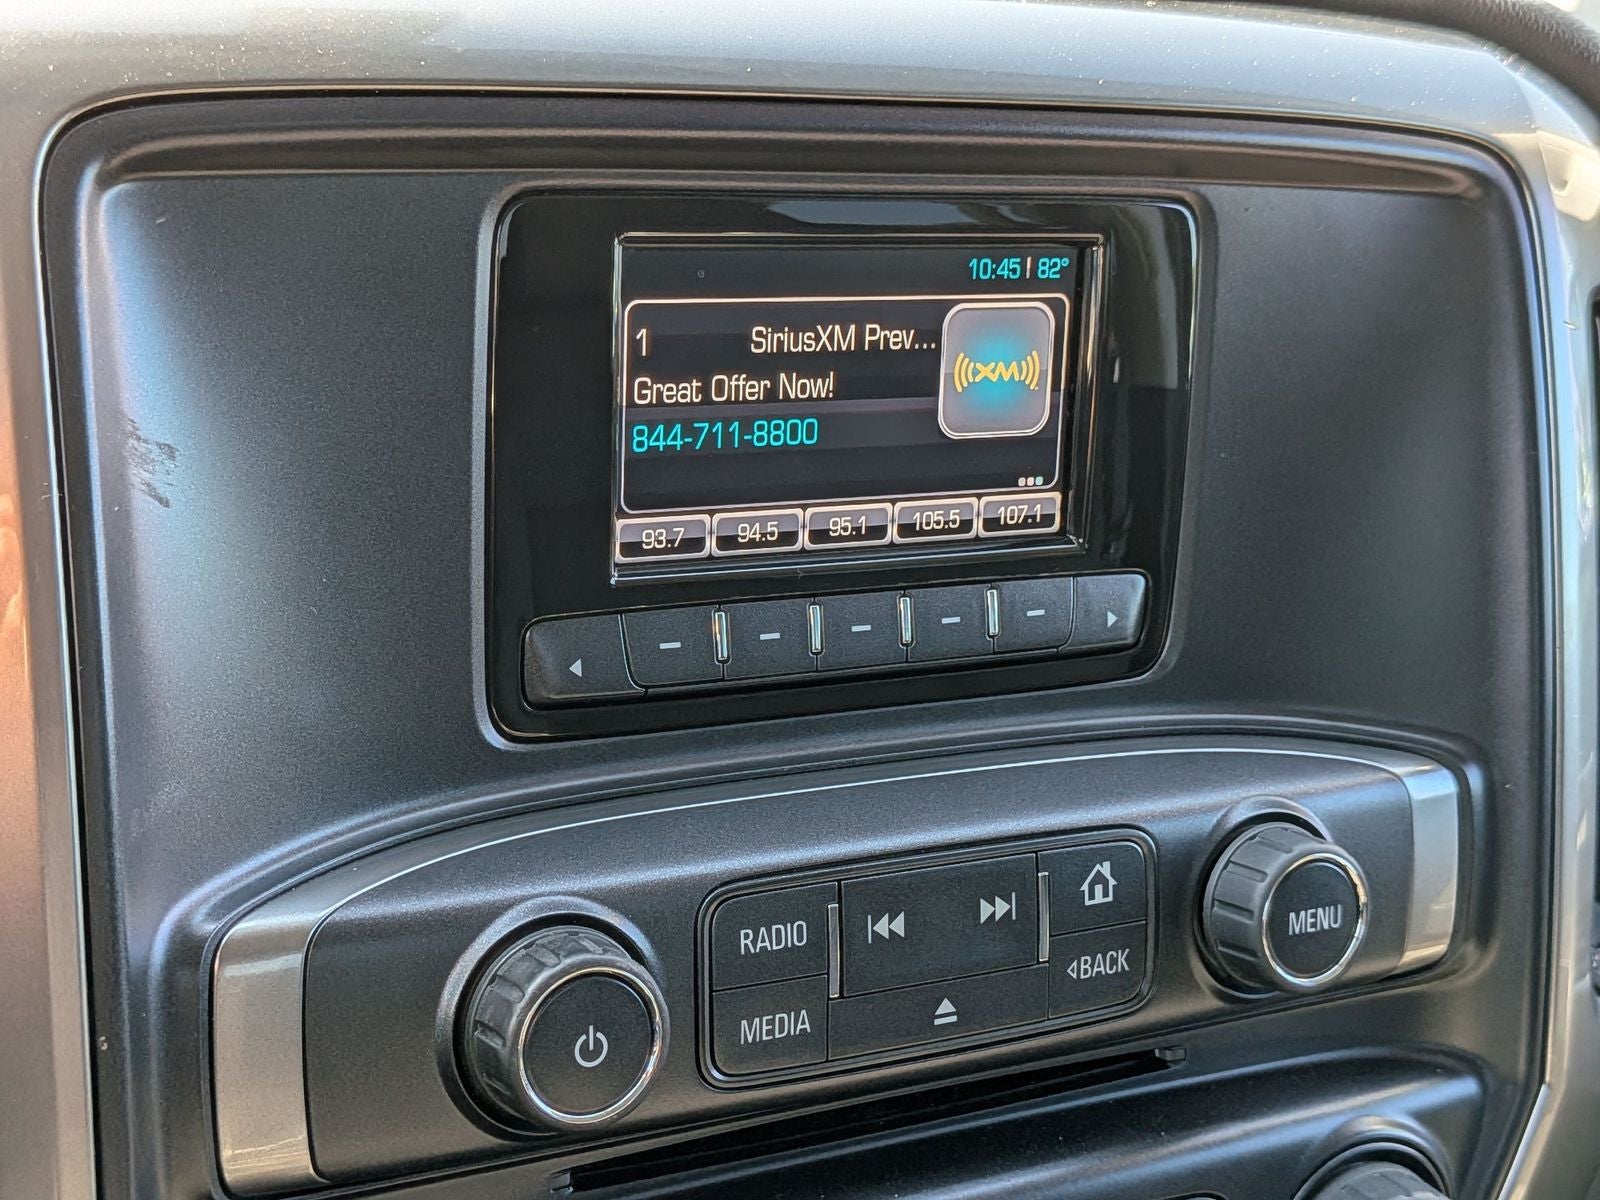 10:45 | 82°
1 SiriusXM Prev...
XM
Great Offer Now!
844-711-8800
93.7 94.5 95.1 105.5 107.1
RADIO
MEDIA
BACK
MENU